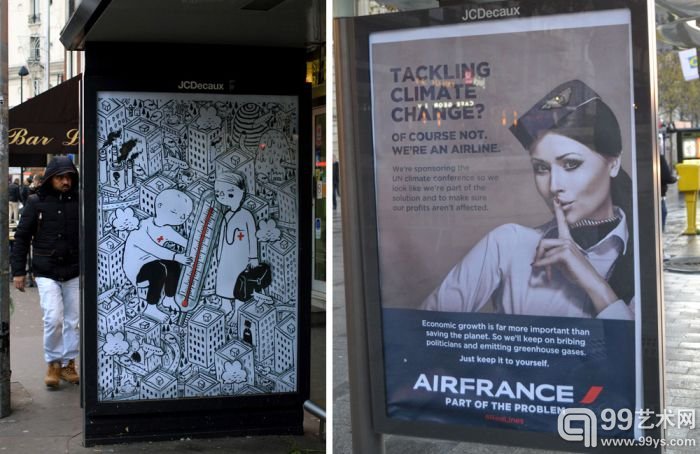 JCDecaux
Bar L
JCDecaux
TACKLING
CLIMATE
CHANGE?
OF COURSE NOT.
WE'RE AN AIRLINE.
We're sponsoring the
UN climate conference so we
look like we're part of the
solution and to make sure
our profits aren't affected.
Economic growth is far more important than
saving the planet. So we'll keep on bribing
politicians and emitting greenhouse gases.
Just keep it to yourself.
AIRFRANCE
PART OF THE PROBLEM
99艺术网
www.99ys.com